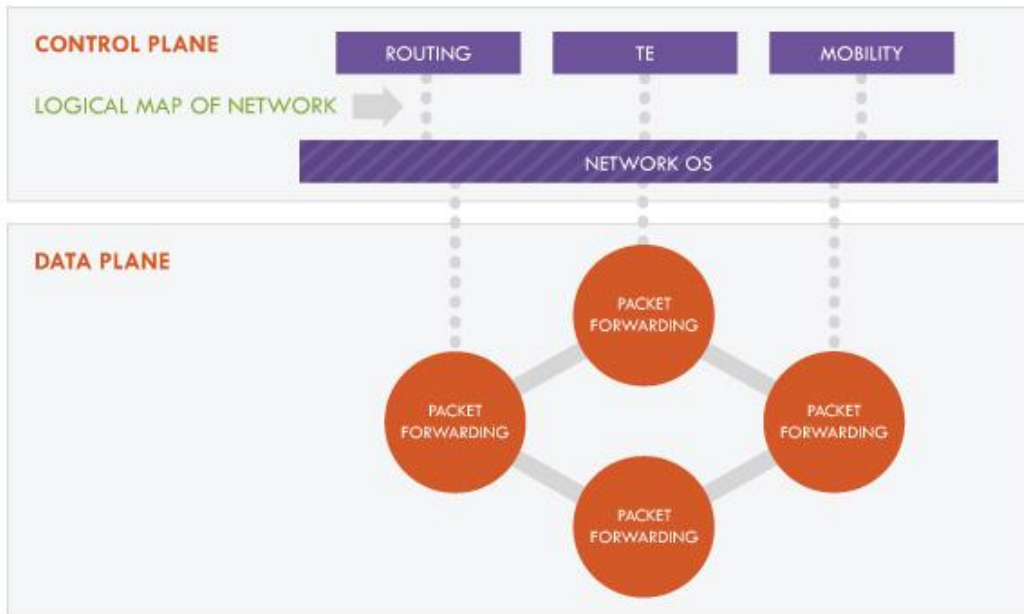 CONTROL PLANE
ROUTING
TE
MOBILITY
LOGICAL MAP OF NETWORK
NETWORK OS
DATA PLANE
PACKET
FORWARDING
PACKET
FORWARDING
PACKET
FORWARDING
PACKET
FORWARDING